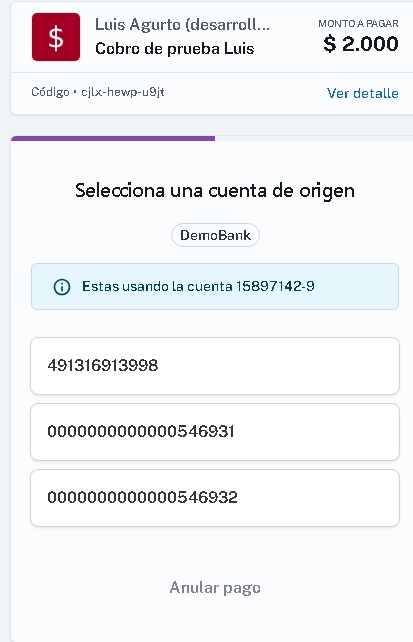 $
Luis Agurto (desarroll...
MONTO A PAGAR
Cobro de prueba Luis
$ 2.000
Código • cjlx-hewp-u9jt
Ver detalle
Selecciona una cuenta de origen
DemoBank
Estas usando la cuenta 15897142-9
491316913998
0000000000000546931
0000000000000546932
Anular pago